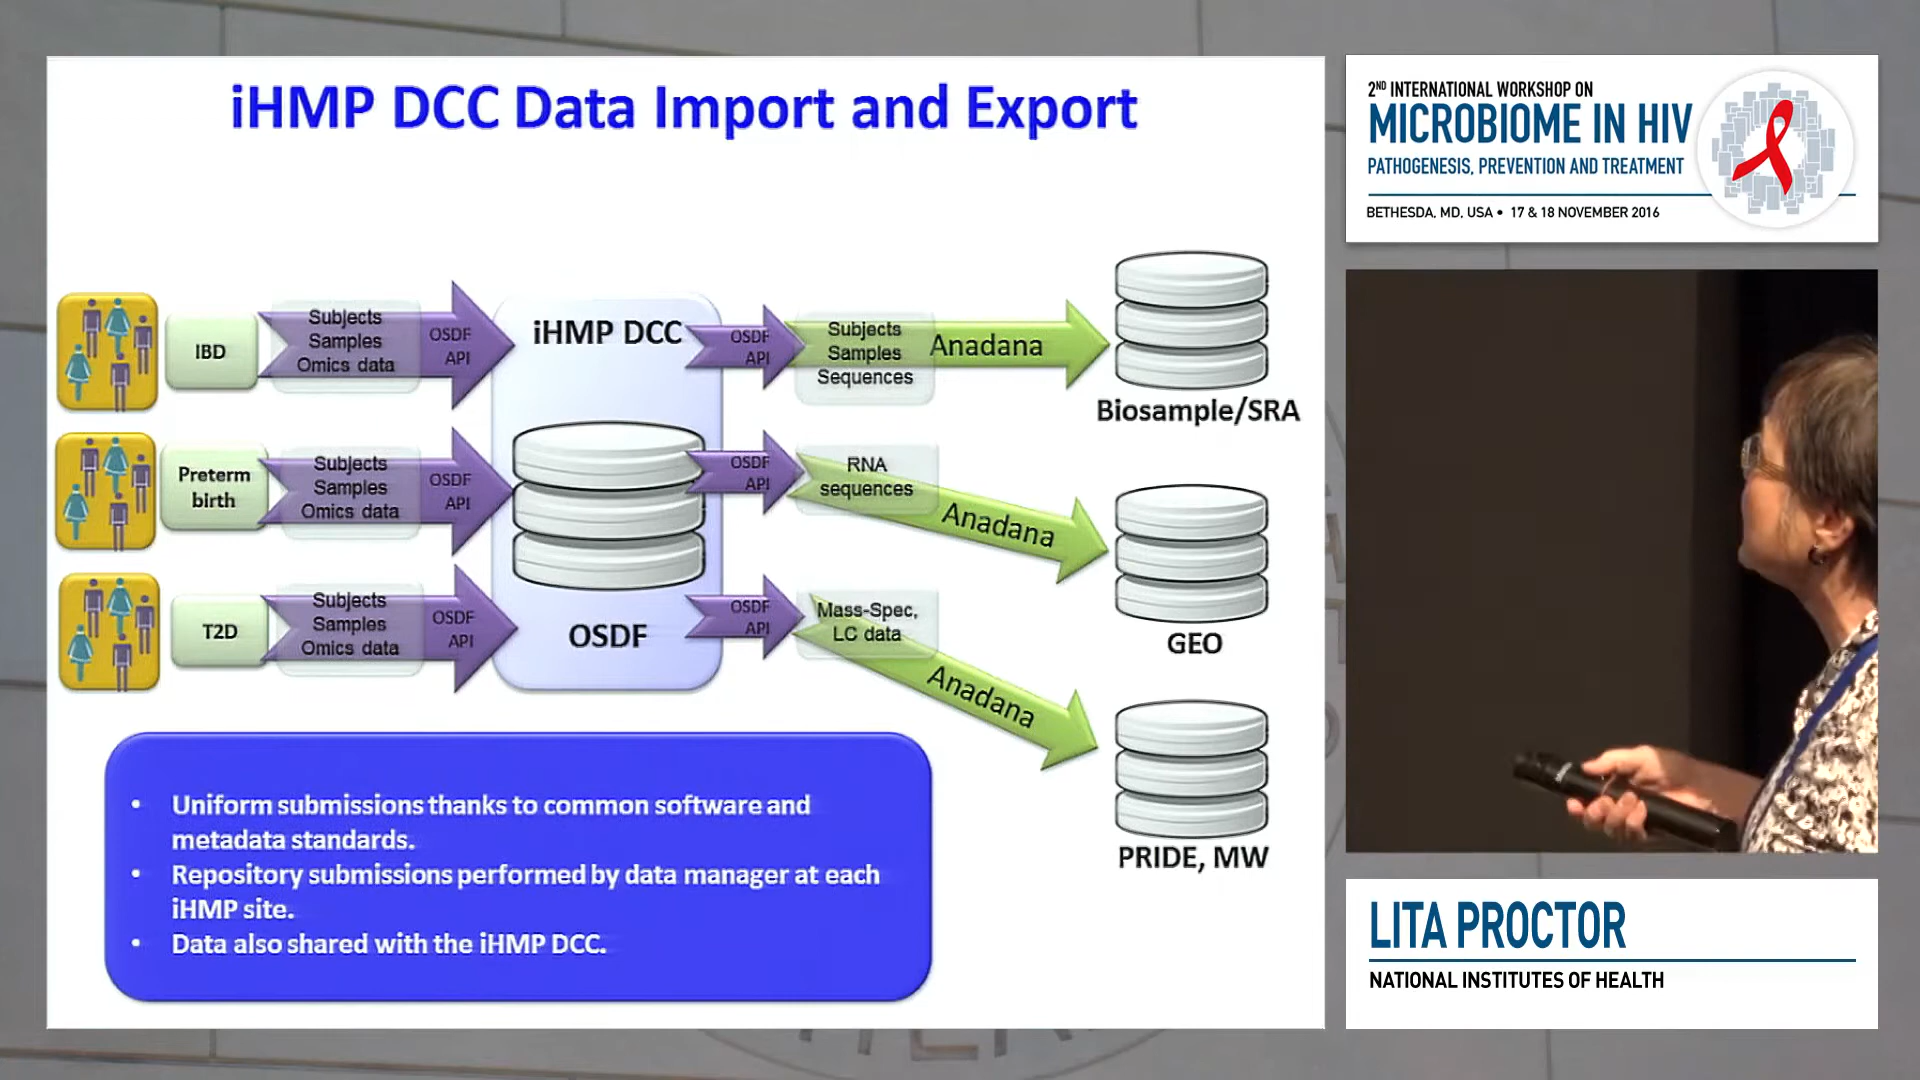 iHMP DCC Data Import and Export
IBD
Subjects
Samples
Omics data
OSDF
API
iHMP DCC
OSDF
API
Subjects
Samples
Sequences
Anadana
Biosample/SRA
Preterm
birth
Subjects
Samples
Omics data
OSDF
API
OSDF
API
RNA
sequences
Anadana
GEO
T2D
Subjects
Samples
Omics data
OSDF
API
OSDF
OSDF
API
Mass-Spec,
LC data
Anadana
PRIDE, MW
• Uniform submissions thanks to common software and
metadata standards.
• Repository submissions performed by data manager at each
iHMP site.
• Data also shared with the iHMP DCC.
2ND INTERNATIONAL WORKSHOP ON
MICROBIOME IN HIV
PATHOGENESIS, PREVENTION AND TREATMENT
BETHESDA, MD, USA • 17 & 18 NOVEMBER 2016
LITA PROCTOR
NATIONAL INSTITUTES OF HEALTH